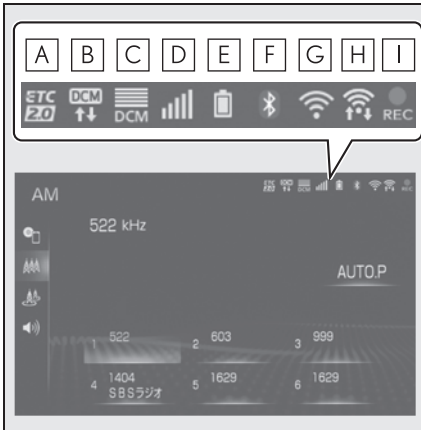 A B C D E F G H I
ETC 2.0 DCM DCM REC
AM
522 kHz
AUTO.P
1 522 2 603 3 999
4 1404 SBSラジオ 5 1629 6 1629